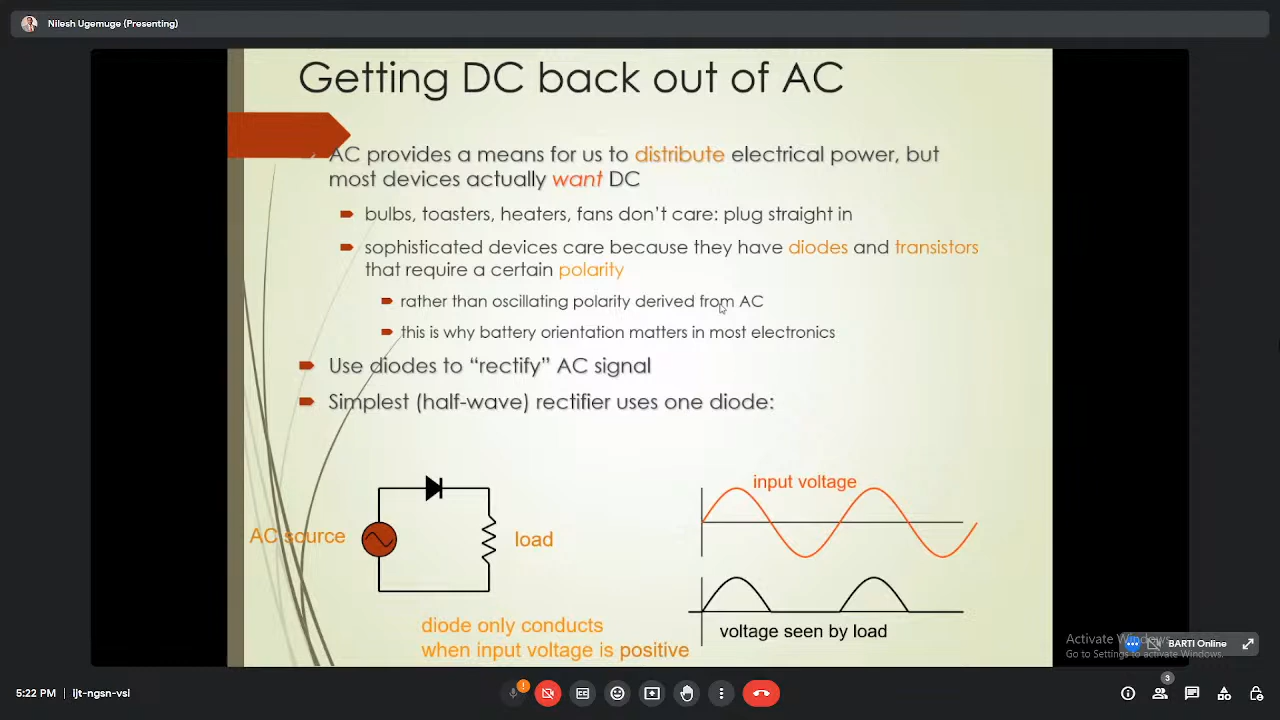 Nilesh Ugemuge (Presenting)
Getting DC back out of AC
AC provides a means for us to distribute electrical power, but
most devices actually want DC
bulbs, toasters, heaters, fans don't care: plug straight in
sophisticated devices care because they have diodes and transistors
that require a certain polarity
rather than oscillating polarity derived from AC
this is why battery orientation matters in most electronics
Use diodes to “rectify” AC signal
Simplest (half-wave) rectifier uses one diode:
AC source
load
diode only conducts
when input voltage is positive
input voltage
voltage seen by load
Activate Windows
Go to Settings to activate Windows.
BARTI Online
5:22 PM | ijt-ngsn-vsi
3